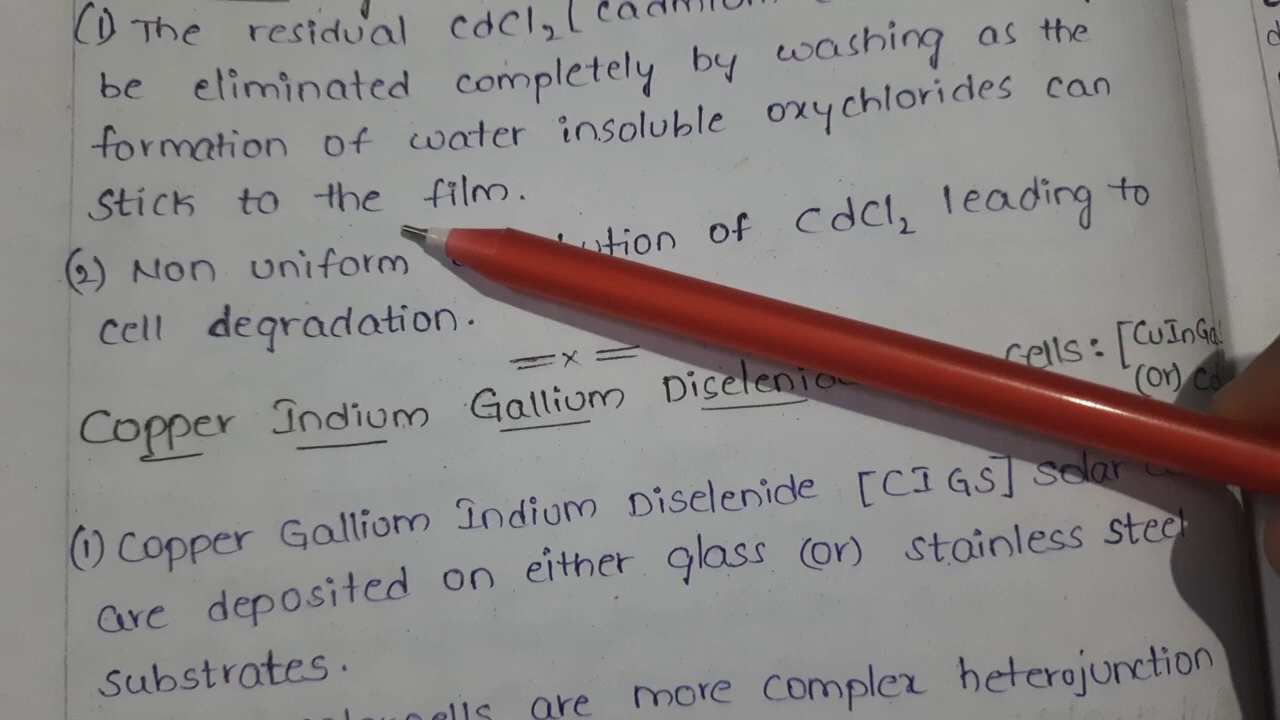 (1) The residual CdCl2 (
be eliminated completely by washing as the
formation of water insoluble oxychlorides can
stick to the film.
(2) Non uniform of CdCl2 leading to
cell degradation.
=x=
Copper Indium Gallium cells: [CuInGa
(or)
(1) Copper Gallium Indium Diselenide [CIGS] solar
are deposited on either glass (or) stainless steel
substrates.
are more complex heterojunction